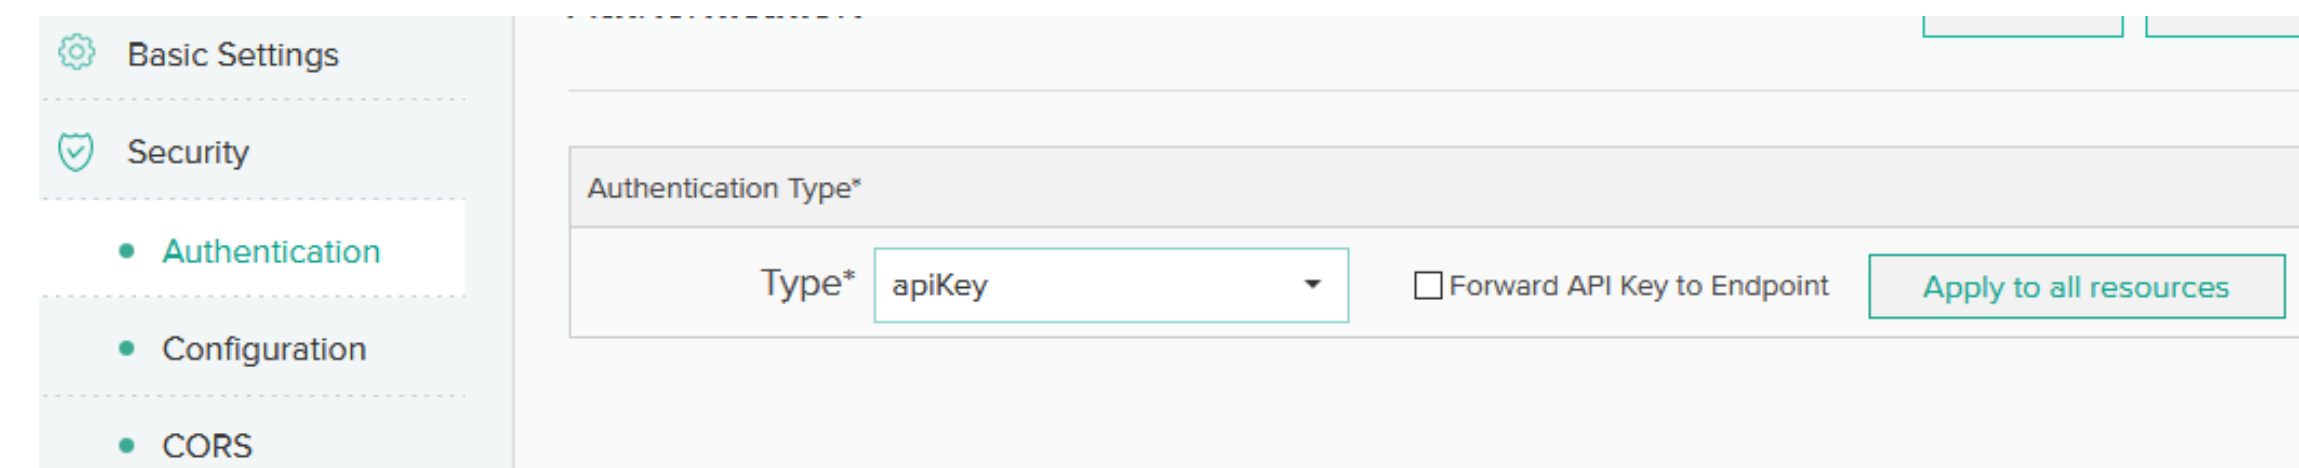 Basic Settings
Security
Authentication
Configuration
CORS
Authentication Type*
Type*
apiKey
Forward API Key to Endpoint
Apply to all resources